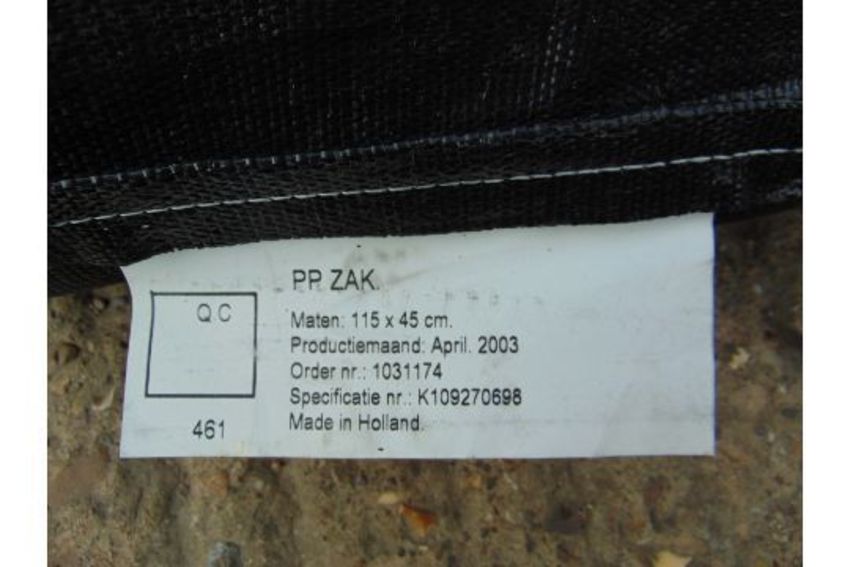 PP ZAK.
QC
Maten: 115 x 45 cm.
Productiemaand: April. 2003
Order nr.: 1031174
Specificatie nr.: K109270698
461
Made in Holland.